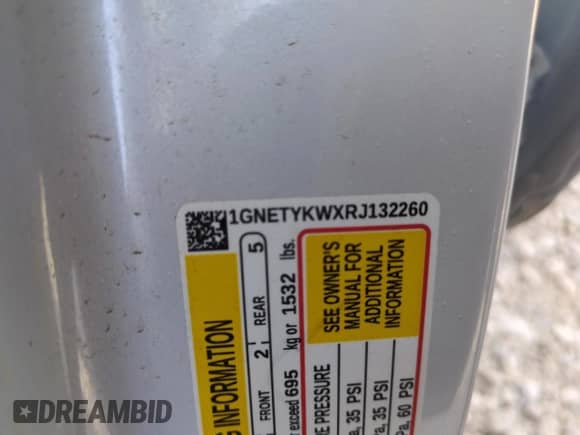 1GNETYKWXRJ132260
G INFORMATION
FRONT 2 REAR 5
t exceed 695 kg or 1532 lbs.
SEE OWNER'S
MANUAL FOR
ADDITIONAL
INFORMATION
E PRESSURE
a, 35 PSI
a, 35 PSI
a, 60 PSI
DREAMBID